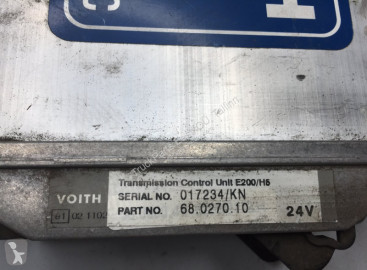 Transmission Control Unit E200/H5
VOITH SERIAL NO. 017234/KN
PART NO. 68.0270.10 24V